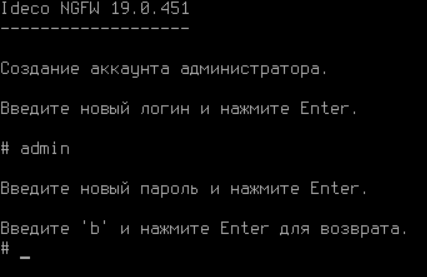 Ideco NGFW 19.0.451
-------------------
Создание аккаунта администратора.
Введите новый логин и нажмите Enter.
# admin
Введите новый пароль и нажмите Enter.
Введите 'b' и нажмите Enter для возврата.
# _